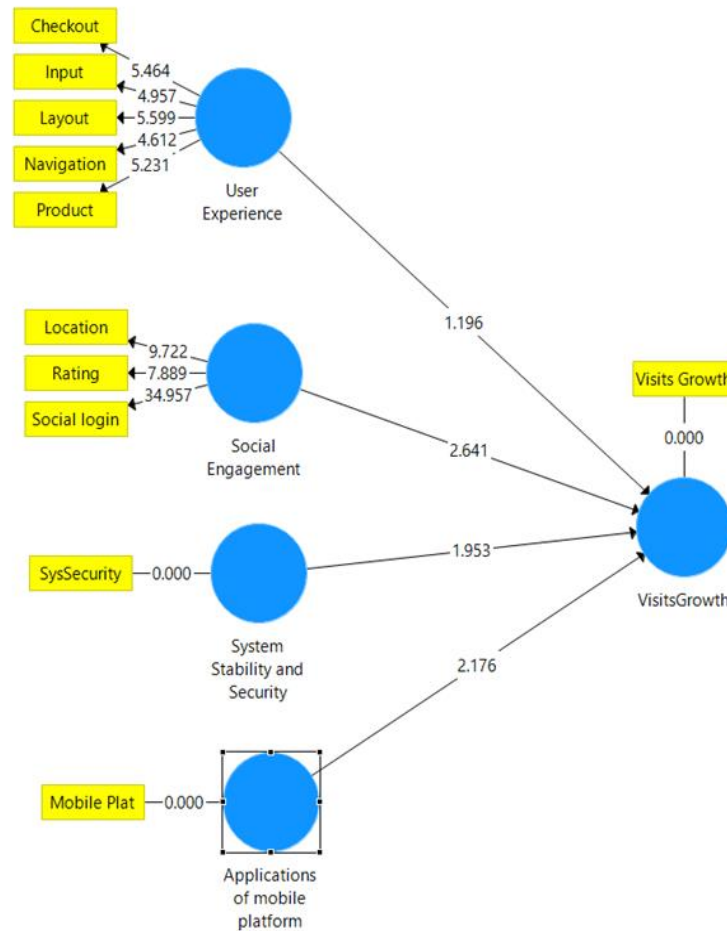 Checkout
Input
Layout
Navigation
Product
5.464
4.957
5.599
4.612
5.231
User
Experience
1.196
Location
Rating
Social login
9.722
7.889
34.957
Social
Engagement
2.641
Visits Growth
0.000
VisitsGrowth
SysSecurity
0.000
System
Stability and
Security
1.953
2.176
Mobile Plat
0.000
Applications
of mobile
platform